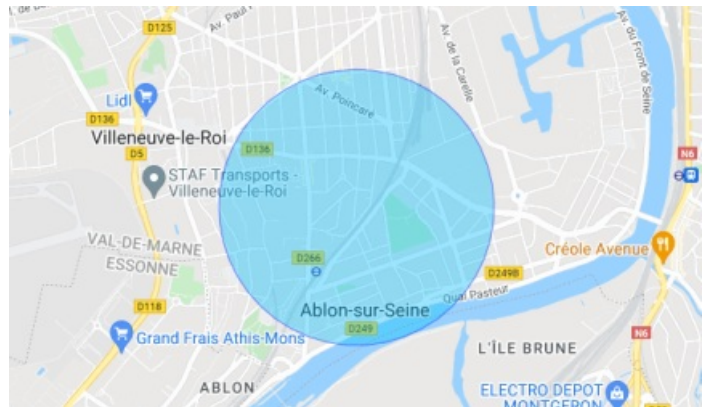 D125
Av. Paul
Av. de la Carelle
Av. du Front de Seine
Lidl
Av. Poincare
D136
Villeneuve-le-Roi
D136
D5
N6
STAF Transports -
Villeneuve-le-Roi
VAL-DE-MARNE
ESSONNE
Créole Avenue
D266
D249B
Quai Pasteur
D118
Ablon-sur-Seine
D249
Grand Frais Athis-Mons
N6
L'ÎLE BRUNE
ABLON
ELECTRO DEPOT
MONTGERON